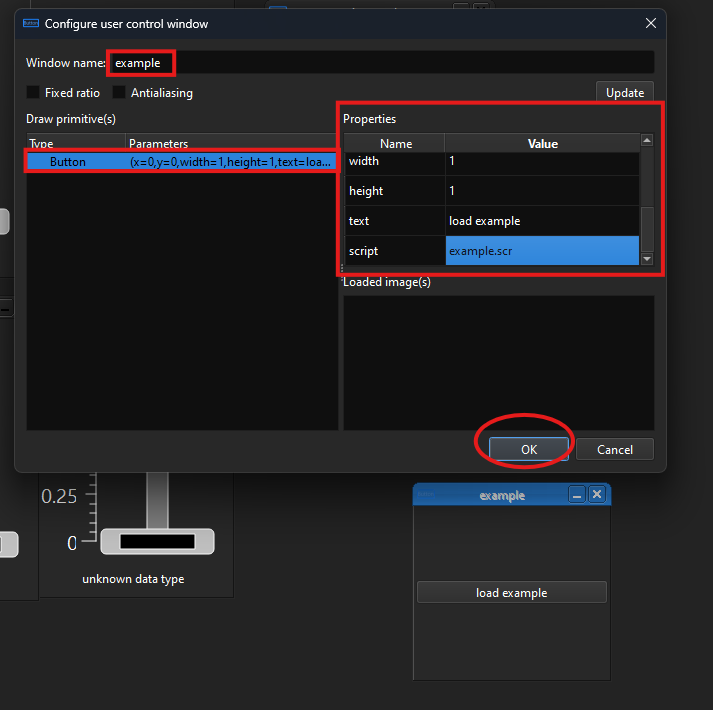 Button
Configure user control window
Window name:
example
Fixed ratio
Antialiasing
Update
Draw primitive(s)
Properties
Type
Parameters
Name
Value
Button
(x=0,y=0,width=1,height=1,text=loa...
width
1
height
1
text
load example
script
example.scr
Loaded image(s)
OK
Cancel
0.25
0
unknown data type
example
load example